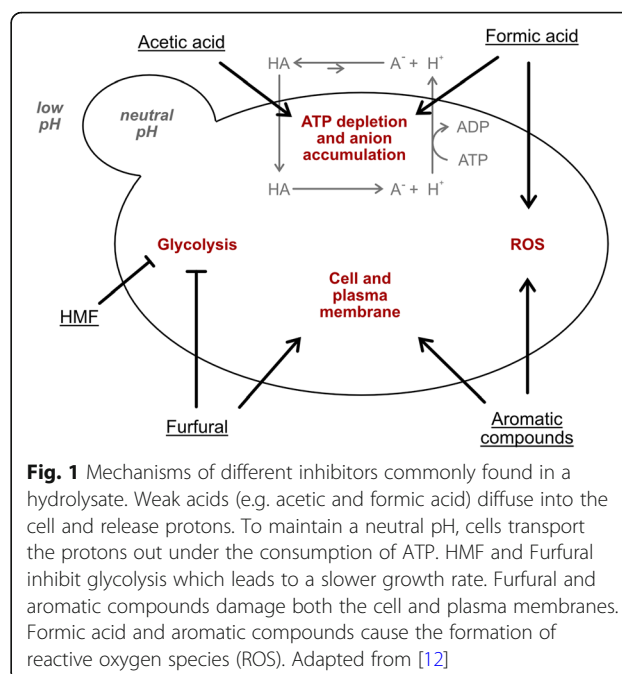 Acetic acid
Formic acid
HA
A⁻ + H⁺
low
pH
neutral
pH
ATP depletion
and anion
accumulation
ADP
ATP
HA
A⁻ + H⁺
Glycolysis
ROS
Cell and
plasma
membrane
HMF
Furfural
Aromatic
compounds
Fig. 1 Mechanisms of different inhibitors commonly found in a
hydrolysate. Weak acids (e.g. acetic and formic acid) diffuse into the
cell and release protons. To maintain a neutral pH, cells transport
the protons out under the consumption of ATP. HMF and Furfural
inhibit glycolysis which leads to a slower growth rate. Furfural and
aromatic compounds damage both the cell and plasma membranes.
Formic acid and aromatic compounds cause the formation of
reactive oxygen species (ROS). Adapted from [12]